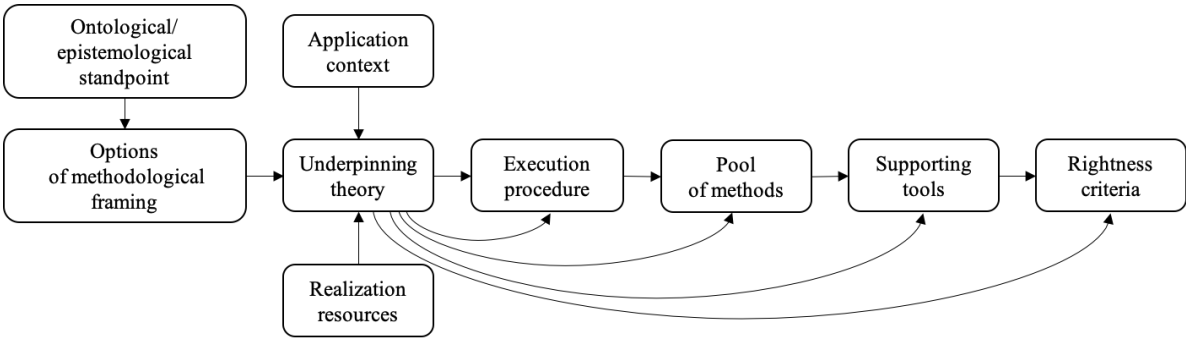 Ontological/
epistemological
standpoint
Application
context
Options
of methodological
framing
Underpinning
theory
Execution
procedure
Pool
of methods
Supporting
tools
Rightness
criteria
Realization
resources